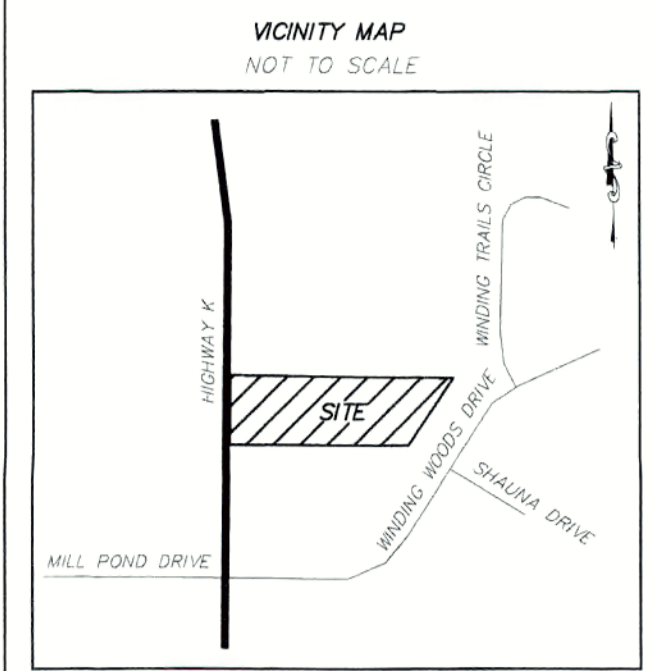 VICINITY MAP
NOT TO SCALE
WINDING TRAILS CIRCLE
HIGHWAY K
SITE
WINDING WOODS DRIVE
SHAUNA DRIVE
MILL POND DRIVE